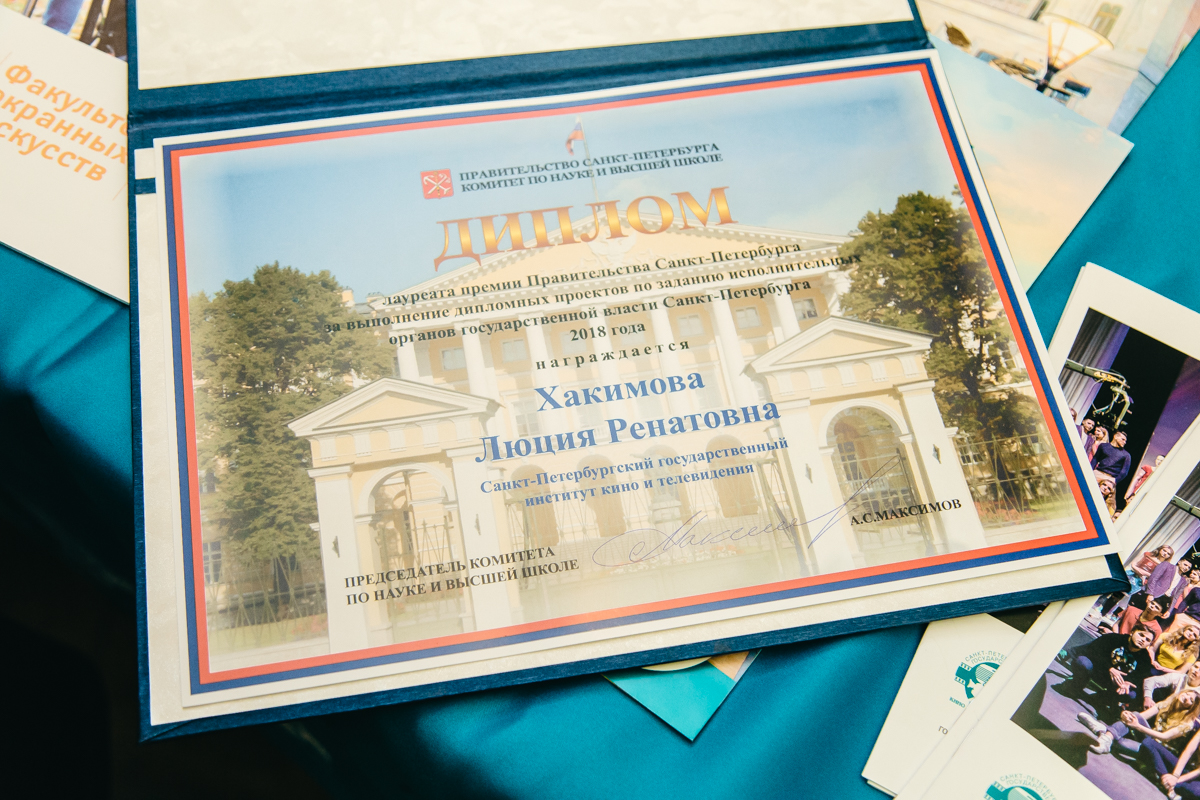 факульт
экранных
скусств
ПРАВИТЕЛЬСТВО САНКТ-ПЕТЕРБУРГА
КОМИТЕТ ПО НАУКЕ И ВЫСШЕЙ ШКОЛЕ
ДИПЛОМ
лауреата премии Правительства Санкт-Петербурга
за выполнение дипломных проектов по заданию исполнительных
органов государственной власти Санкт-Петербурга
2018 года
награждается
Хакимова
Люция Ренатовна
Санкт-Петербургский государственный
институт кино и телевидения
ПРЕДСЕДАТЕЛЬ КОМИТЕТА
ПО НАУКЕ И ВЫСШЕЙ ШКОЛЕ
А.С.МАКСИМОВ